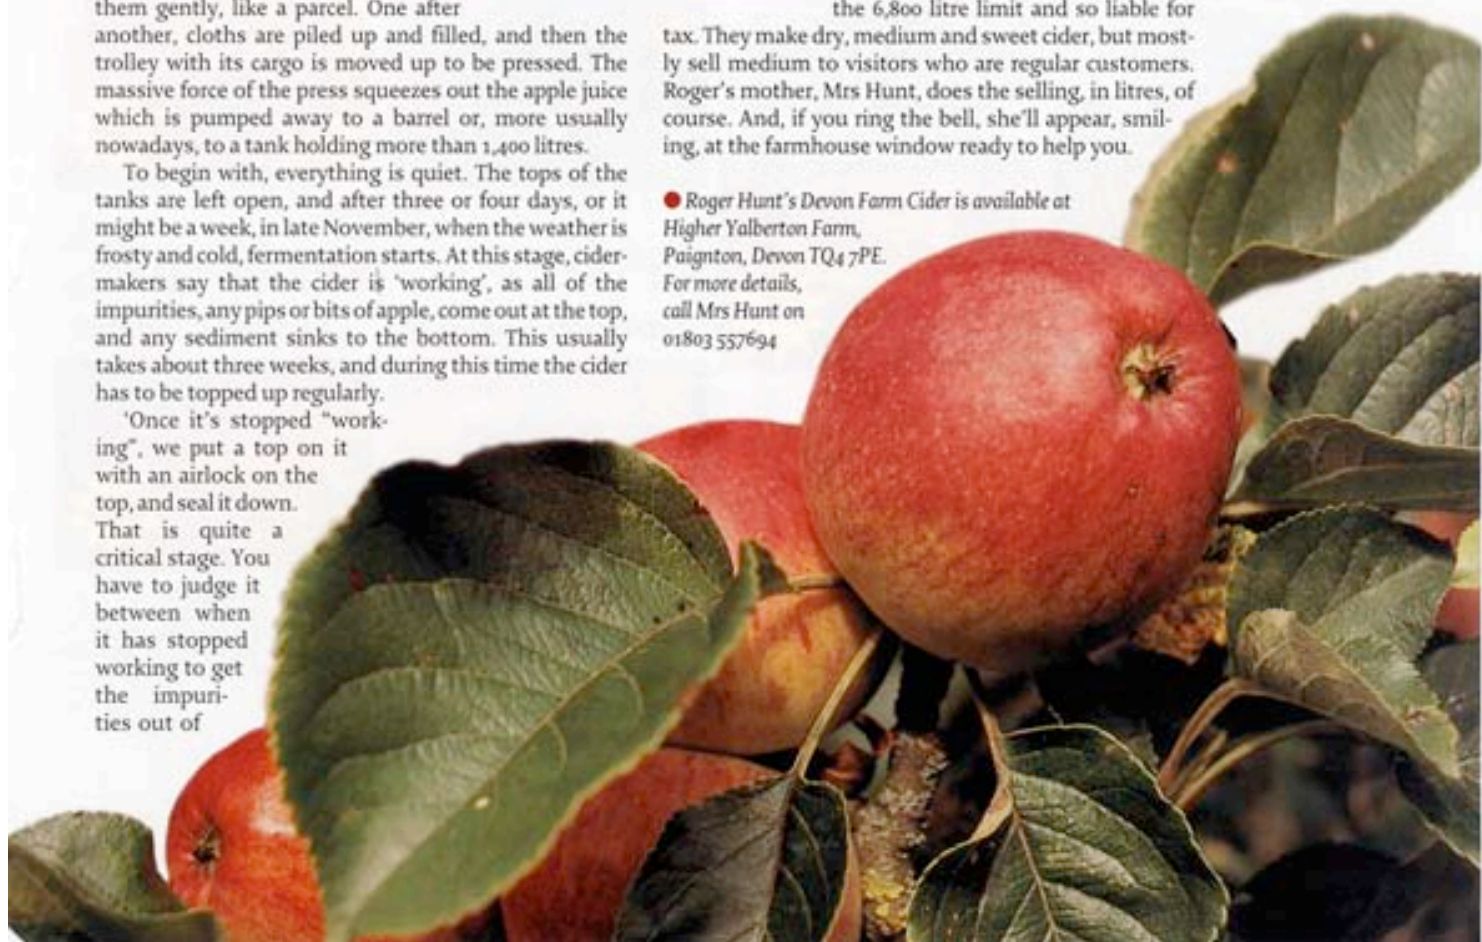 them gently, like a parcel. One after
another, cloths are piled up and filled, and then the
trolley with its cargo is moved up to be pressed. The
massive force of the press squeezes out the apple juice
which is pumped away to a barrel or, more usually
nowadays, to a tank holding more than 1,400 litres.
To begin with, everything is quiet. The tops of the
tanks are left open, and after three or four days, or it
might be a week, in late November, when the weather is
frosty and cold, fermentation starts. At this stage, cider-
makers say that the cider is 'working', as all of the
impurities, any pips or bits of apple, come out at the top,
and any sediment sinks to the bottom. This usually
takes about three weeks, and during this time the cider
has to be topped up regularly.
'Once it's stopped "work-
ing", we put a top on it
with an airlock on the
top, and seal it down.
That is quite a
critical stage. You
have to judge it
between when
it has stopped
working to get
the impuri-
ties out of
the 6,800 litre limit and so liable for
tax. They make dry, medium and sweet cider, but most-
ly sell medium to visitors who are regular customers.
Roger's mother, Mrs Hunt, does the selling, in litres, of
course. And, if you ring the bell, she'll appear, smil-
ing, at the farmhouse window ready to help you.
● Roger Hunt's Devon Farm Cider is available at
Higher Yalberton Farm,
Paignton, Devon TQ4 7PE.
For more details,
call Mrs Hunt on
01803 557694